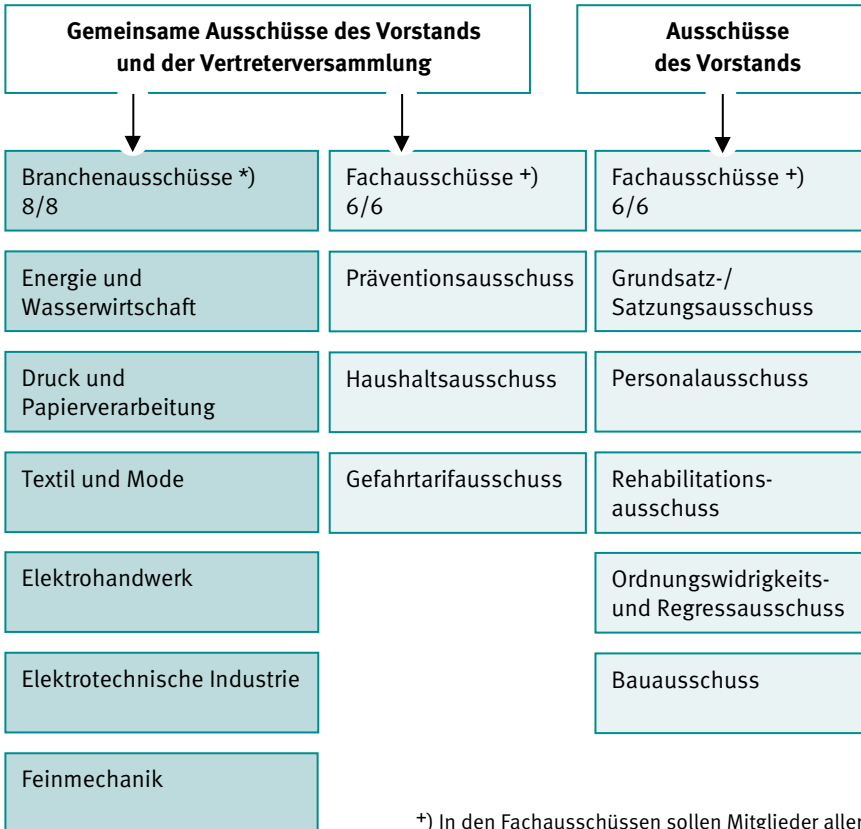 Gemeinsame Ausschüsse des Vorstands
und der Vertreterversammlung
Ausschüsse
des Vorstands
Branchenausschüsse *)
8/8
Energie und
Wasserwirtschaft
Druck und
Papierverarbeitung
Textil und Mode
Elektrohandwerk
Elektrotechnische Industrie
Feinmechanik
Fachausschüsse +)
6/6
Präventionsausschuss
Haushaltsausschuss
Gefahrtarifausschuss
Fachausschüsse +)
6/6
Grundsatz-/
Satzungsausschuss
Personalausschuss
Rehabilitations-
ausschuss
Ordnungswidrigkeits-
und Regressausschuss
Bauausschuss
+) In den Fachausschüssen sollen Mitglieder aller